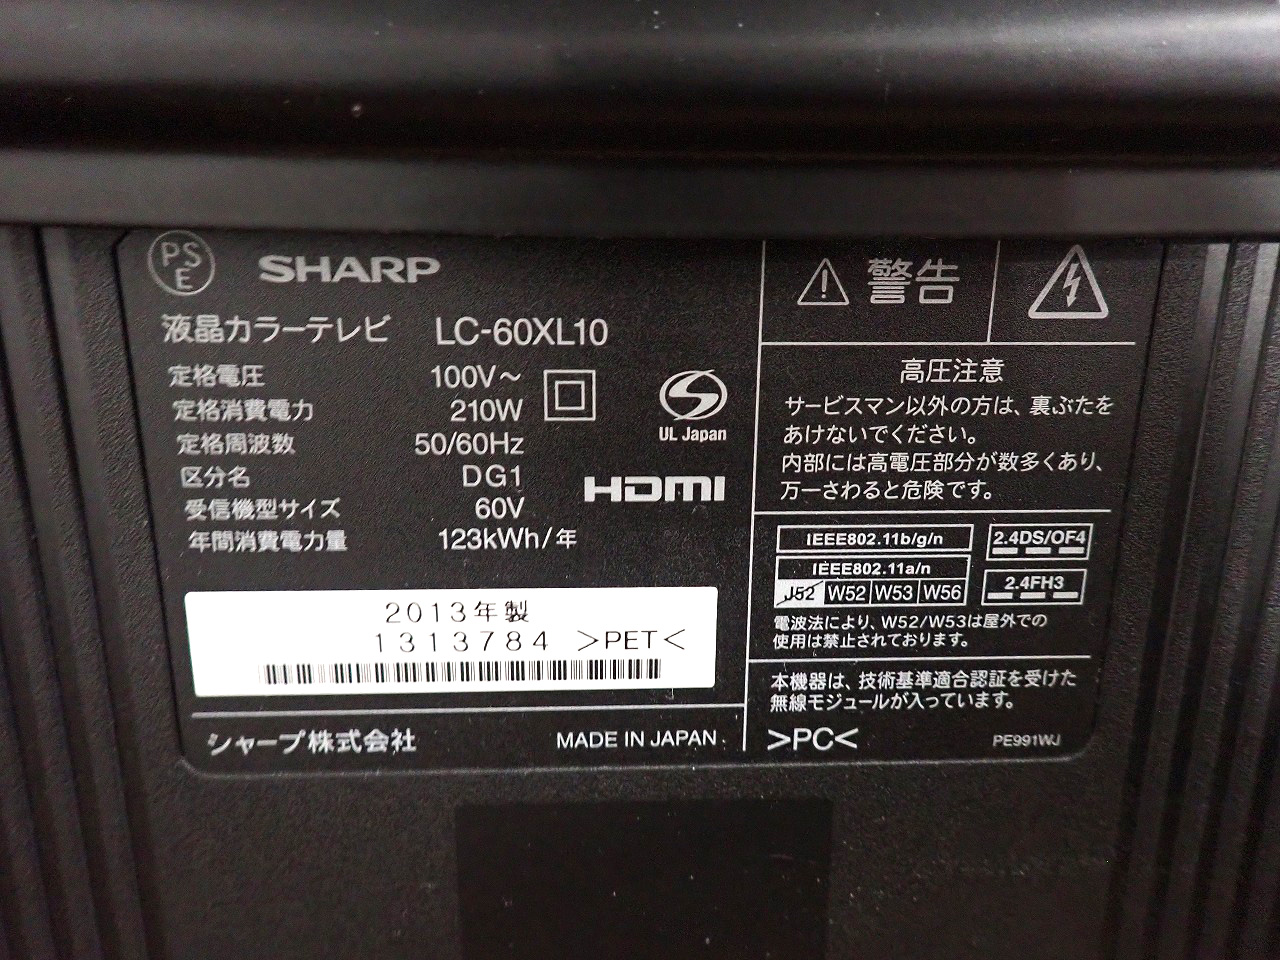 PS
E
SHARP
液晶カラーテレビ LC-60XL10
定格電圧 100V～
定格消費電力 210W
定格周波数 50/60Hz
区分名 DG1
受信機型サイズ 60V
年間消費電力量 123kWh/年
UL Japan
HDMI
2013年製
1313784 >PET<
シャープ株式会社 MADE IN JAPAN
警告
高圧注意
サービスマン以外の方は、裏ぶたを
あけないでください。
内部には高電圧部分が数多くあり、
万一さわると危険です。
IEEE802.11b/g/n
IEEE802.11a/n
J52 W52 W53 W56
2.4DS/OF4
2.4FH3
電波法により、W52/W53は屋外での
使用は禁止されております。
本機器は、技術基準適合認証を受けた
無線モジュールが入っています。
>PC< PE991WJ